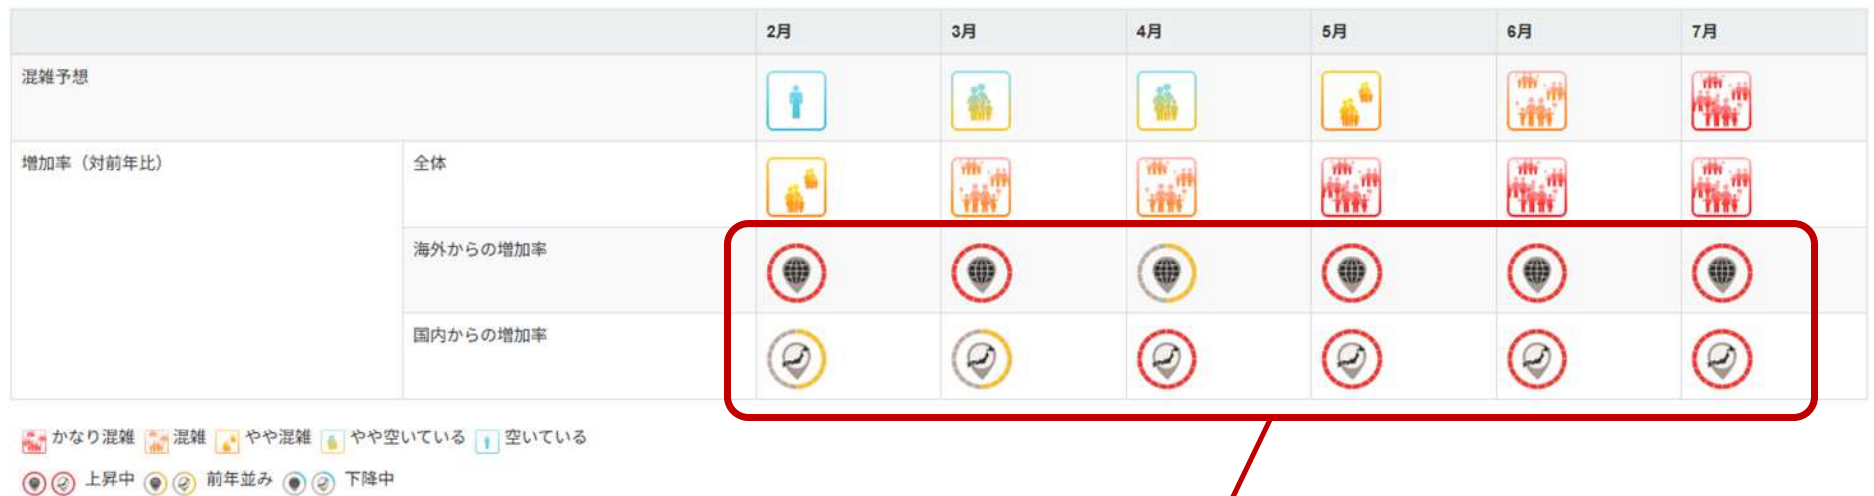 2月 3月 4月 5月 6月 7月
混雑予想
増加率（対前年比） 全体
海外からの増加率
国内からの増加率
かなり混雑 混雑 やや混雑 やや空いている 空いている
上昇中 前年並み 下降中